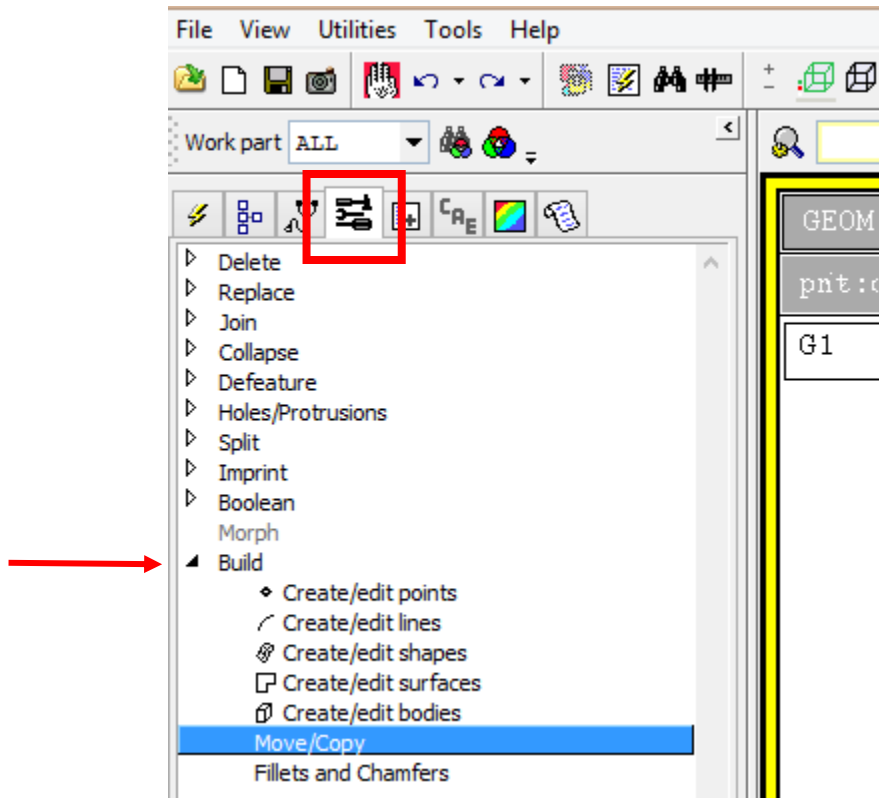 File View Utilities Tools Help
Work part ALL
CAE
GEOM
Delete
Replace
Join
Collapse
Defeature
Holes/Protrusions
Split
Imprint
Boolean
Morph
Build
Create/edit points
Create/edit lines
Create/edit shapes
Create/edit surfaces
Create/edit bodies
Move/Copy
Fillets and Chamfers
G1